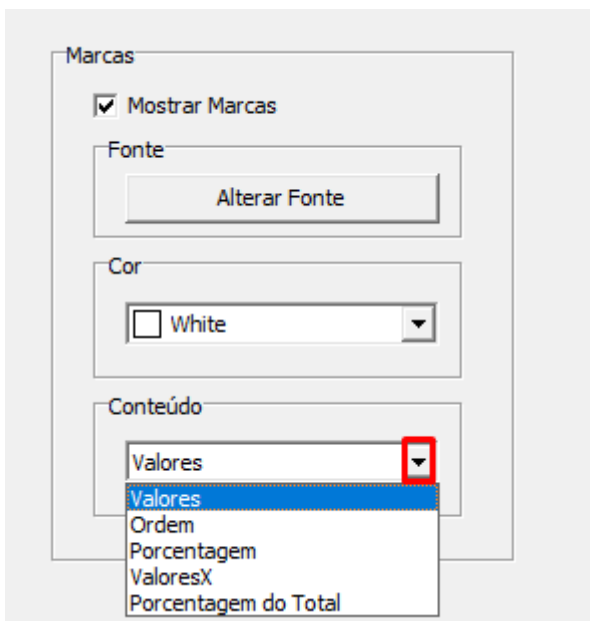 Marcas
Mostrar Marcas
Fonte
Alterar Fonte
Cor
White
Conteúdo
Valores
Valores
Ordem
Porcentagem
ValoresX
Porcentagem do Total